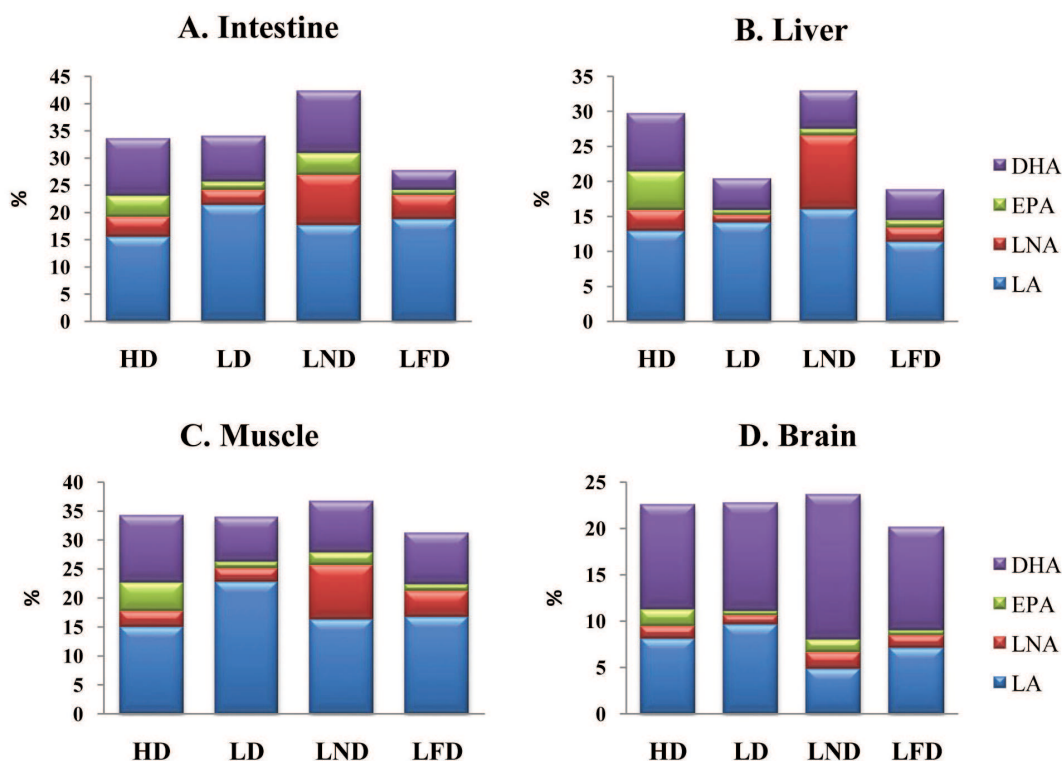 A. Intestine
45
40
35
30
25
20
15
10
5
0
%
HD LD LND LFD
B. Liver
35
30
25
20
15
10
5
0
%
HD LD LND LFD
DHA
EPA
LNA
LA
C. Muscle
40
35
30
25
20
15
10
5
0
%
HD LD LND LFD
D. Brain
25
20
15
10
5
0
%
HD LD LND LFD
DHA
EPA
LNA
LA